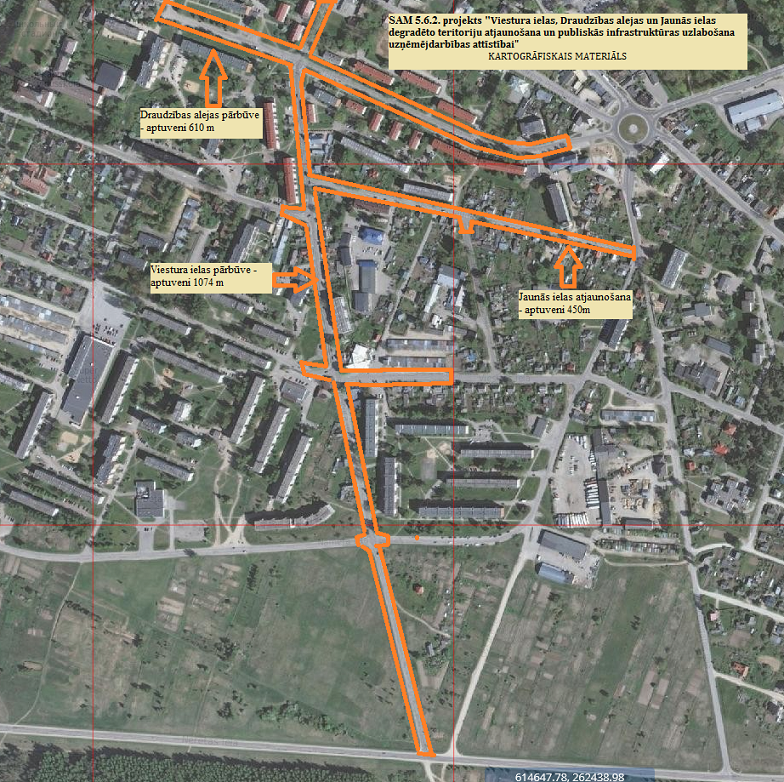 SAM 5.6.2. projekts "Viestura ielas, Draudzības alejas un Jaunās ielas
degradēto teritoriju atjaunošana un publiskās infrastruktūras uzlabošana
uzņēmējdarbības attīstībai"
KARTOGRĀFISKAIS MATERIĀLS
Draudzības alejas pārbūve
- aptuveni 610 m
Viestura ielas pārbūve -
aptuveni 1074 m
Jaunās ielas atjaunošana
- aptuveni 450m
614647.78, 262438.98